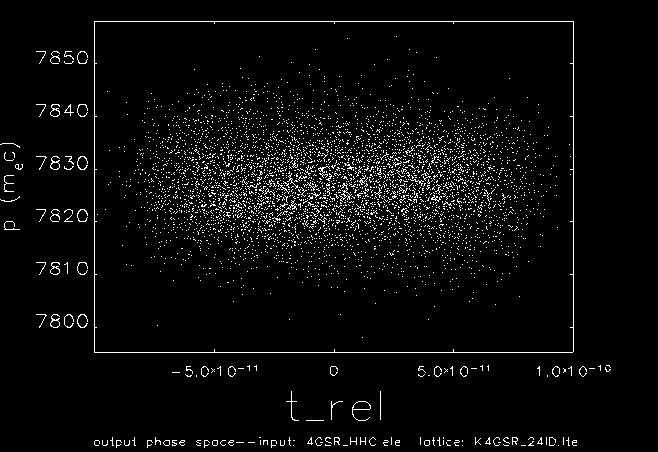 7850
7840
7830
7820
7810
7800
p (mec)
−5.0×10−11 0 5.0×10−11 1.0×10−10
t_rel
output phase space--input: 4GSR_HHC.ele lattice: K4GSR_24ID.lte